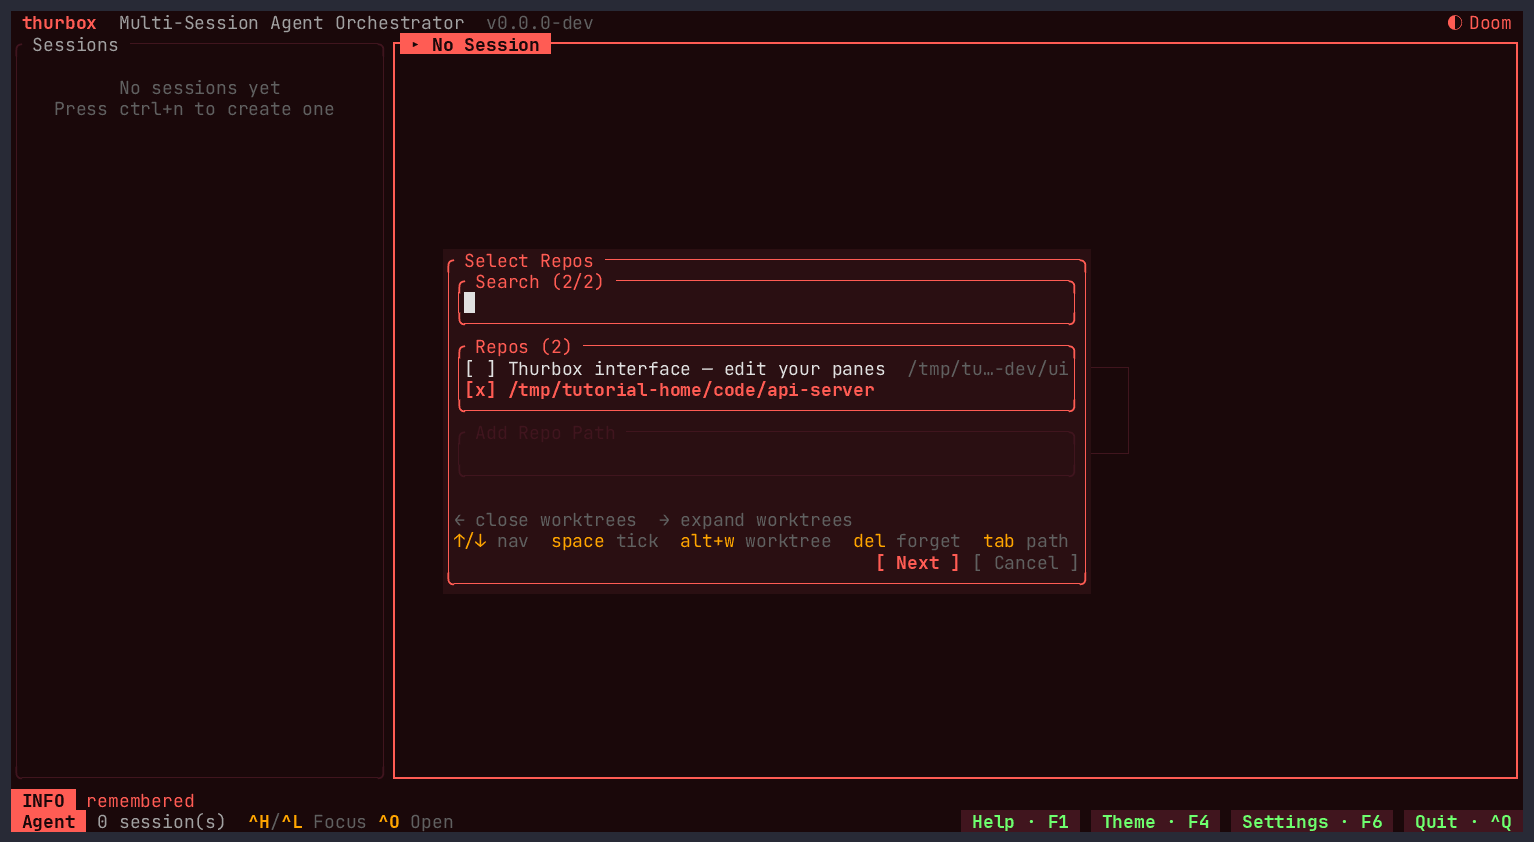 thurbox  Multi-Session Agent Orchestrator  v0.0.0-dev  ◐ Doom
Sessions
▸ No Session
No sessions yet
Press ctrl+n to create one
Select Repos
Search (2/2)
Repos (2)
[ ] Thurbox interface — edit your panes  /tmp/tu…-dev/ui
[x] /tmp/tutorial-home/code/api-server
Add Repo Path
← close worktrees  → expand worktrees
↑/↓ nav  space tick  alt+w worktree  del forget  tab path
[ Next ] [ Cancel ]
INFO  remembered
Agent  0 session(s)  ^H/^L Focus ^O Open  Help · F1  Theme · F4  Settings · F6  Quit · ^Q